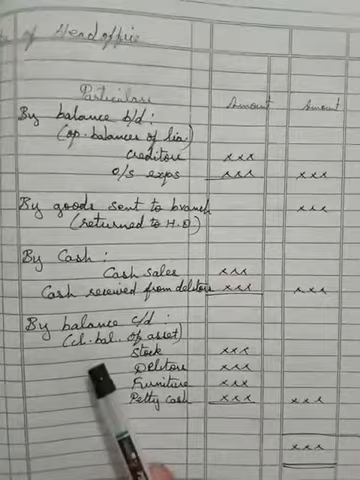 of Head office
Particulars Amount Amount
By balance b/d :
(op. balances of lia)
creditors xxx
o/s exps xxx xxx
By goods sent to branch xxx
(returned to H.O)
By Cash :
Cash sales xxx
Cash received from debtors xxx xxx
By balance c/d :
(cl. bal. of asset)
Stock xxx
Debtors xxx
Furniture xxx
Petty cash xxx xxx
xxx